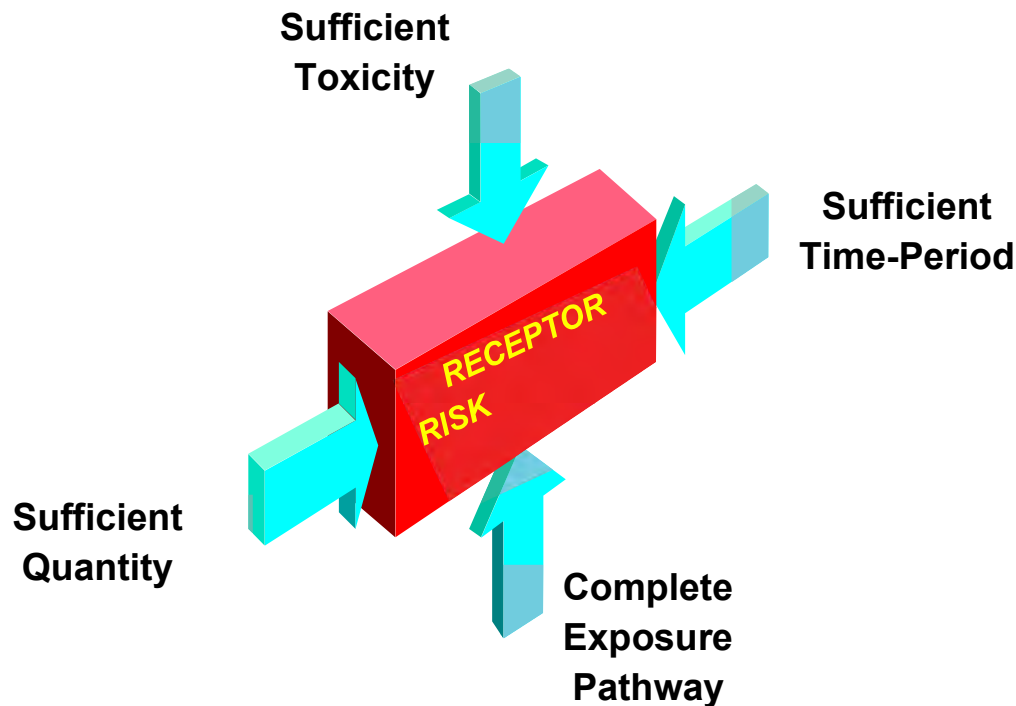 Sufficient
Toxicity
Sufficient
Time-Period
RECEPTOR
RISK
Sufficient
Quantity
Complete
Exposure
Pathway